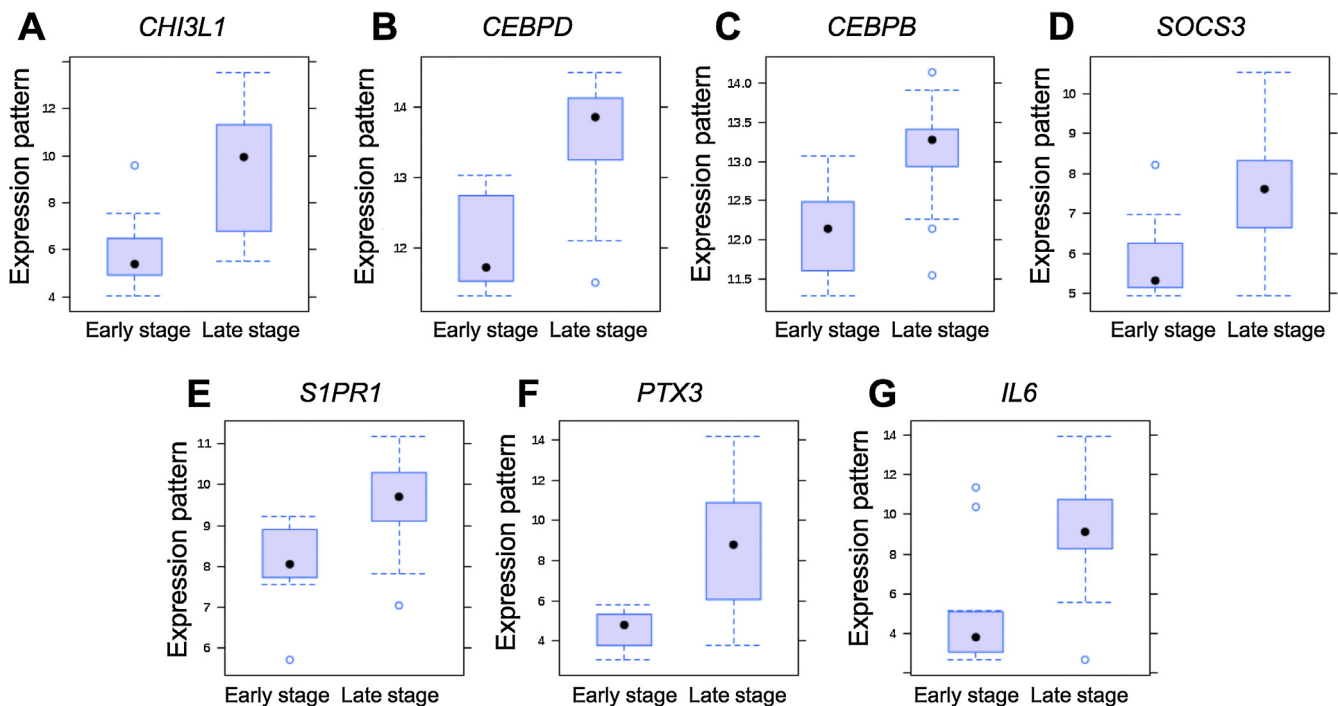 A CHI3L1
Expression pattern
12
10
8
6
4
Early stage Late stage
B CEBPD
Expression pattern
14
13
12
Early stage Late stage
C CEBPB
Expression pattern
14.0
13.5
13.0
12.5
12.0
11.5
Early stage Late stage
D SOCS3
Expression pattern
10
9
8
7
6
5
Early stage Late stage
E S1PR1
Expression pattern
11
10
9
8
7
6
Early stage Late stage
F PTX3
Expression pattern
14
12
10
8
6
4
Early stage Late stage
G IL6
Expression pattern
14
12
10
8
6
4
Early stage Late stage